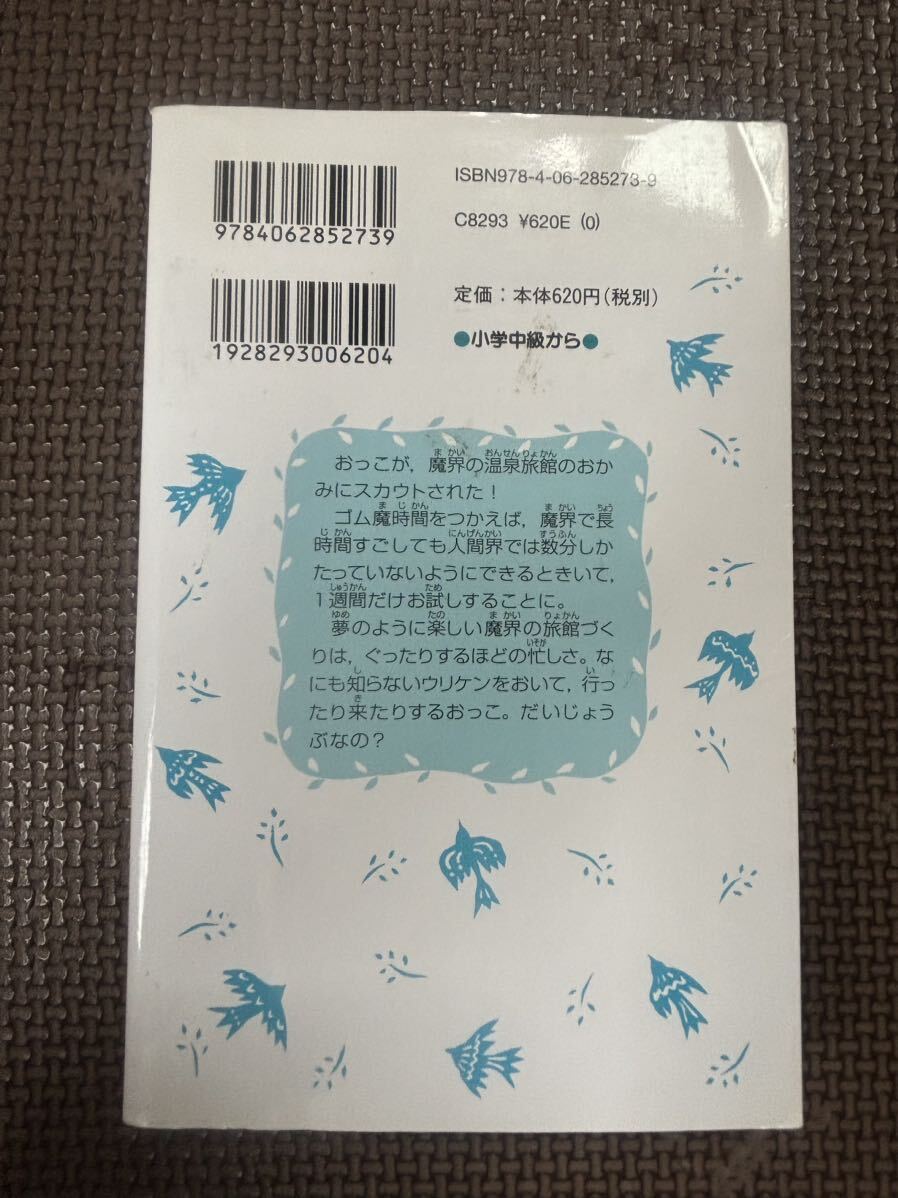 9784062852739
ISBN978-4-06-285273-9
C8293 ¥620E (0)
1928293006204
定価：本体620円(税別)
●小学中級から●
おっこが，魔界の温泉旅館のおか
みにスカウトされた！
ゴム魔時間をつかえば，魔界で長
時間すごしても人間界では数分しか
たっていないようにできるときいて，
1週間だけお試しすることに。
夢のように楽しい魔界の旅館づく
りは，ぐったりするほどの忙しさ。な
にも知らないウリケンをおいて，行っ
たり来たりするおっこ。だいじょう
ぶなの？